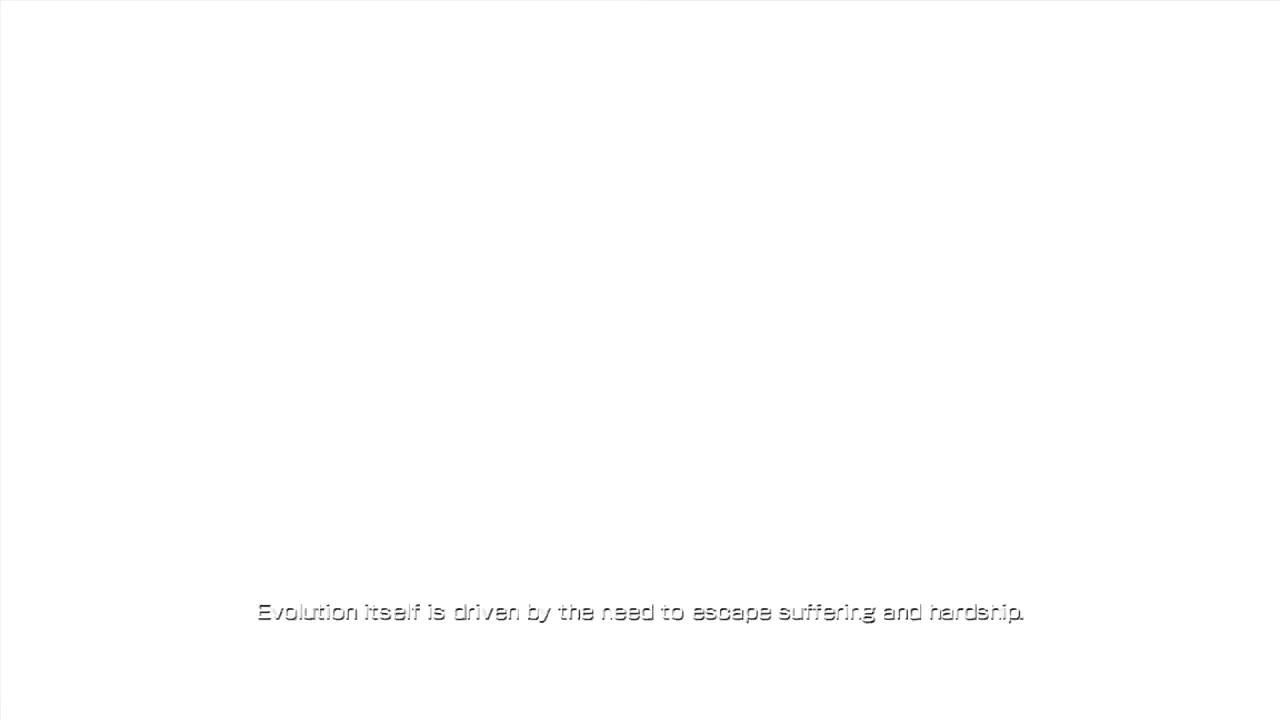 Evolution itself is driven by the need to escape suffering and hardship.